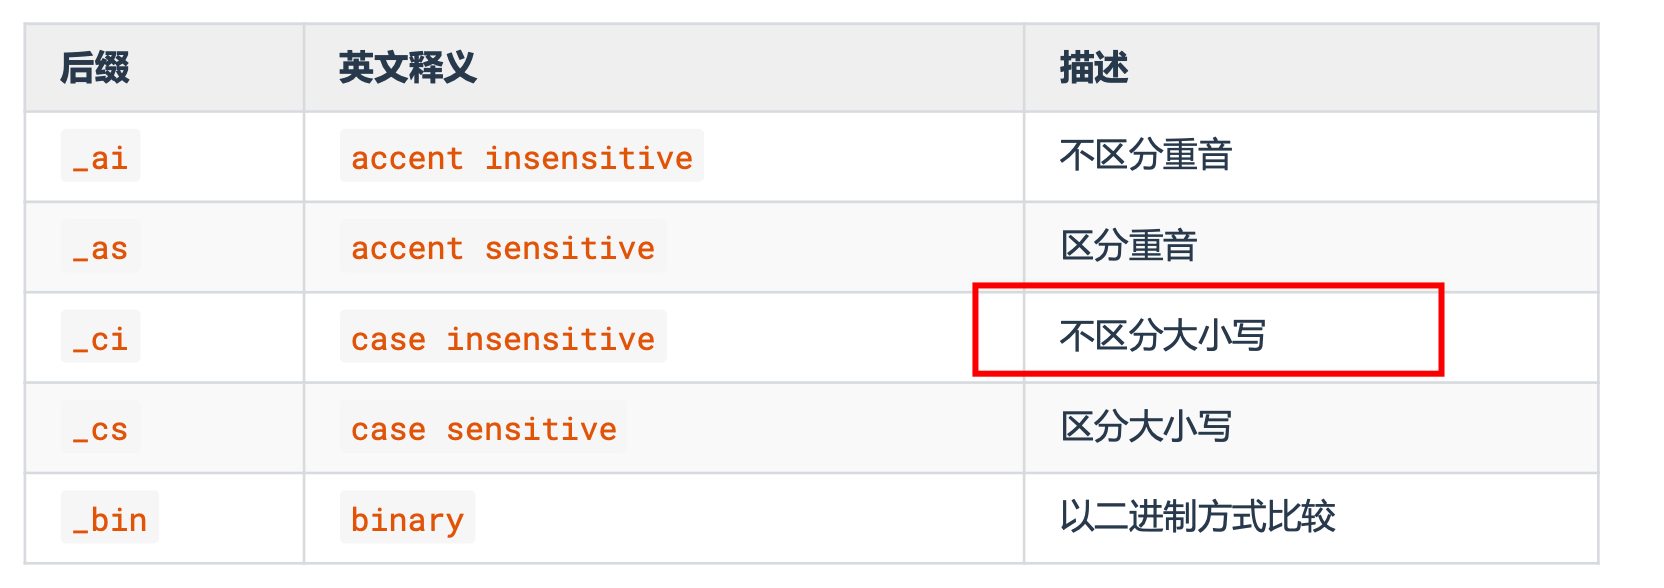 后缀 英文释义 描述
_ai accent insensitive 不区分重音
_as accent sensitive 区分重音
_ci case insensitive 不区分大小写
_cs case sensitive 区分大小写
_bin binary 以二进制方式比较